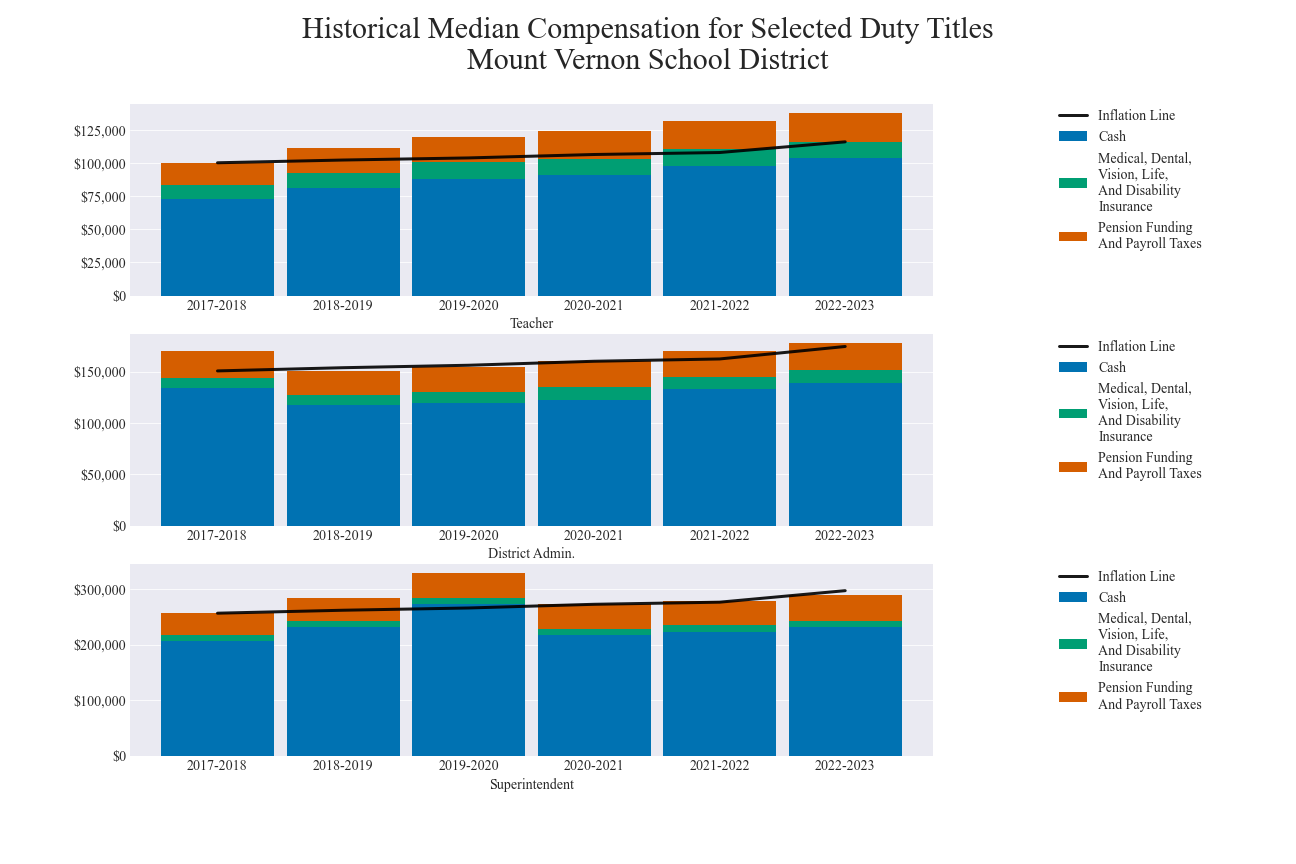 Historical Median Compensation for Selected Duty Titles
Mount Vernon School District
$125,000
$100,000
$75,000
$50,000
$25,000
$0
2017-2018 2018-2019 2019-2020 2020-2021 2021-2022 2022-2023
Teacher
Inflation Line
Cash
Medical, Dental,
Vision, Life,
And Disability
Insurance
Pension Funding
And Payroll Taxes
$150,000
$100,000
$50,000
$0
2017-2018 2018-2019 2019-2020 2020-2021 2021-2022 2022-2023
District Admin.
Inflation Line
Cash
Medical, Dental,
Vision, Life,
And Disability
Insurance
Pension Funding
And Payroll Taxes
$300,000
$200,000
$100,000
$0
2017-2018 2018-2019 2019-2020 2020-2021 2021-2022 2022-2023
Superintendent
Inflation Line
Cash
Medical, Dental,
Vision, Life,
And Disability
Insurance
Pension Funding
And Payroll Taxes